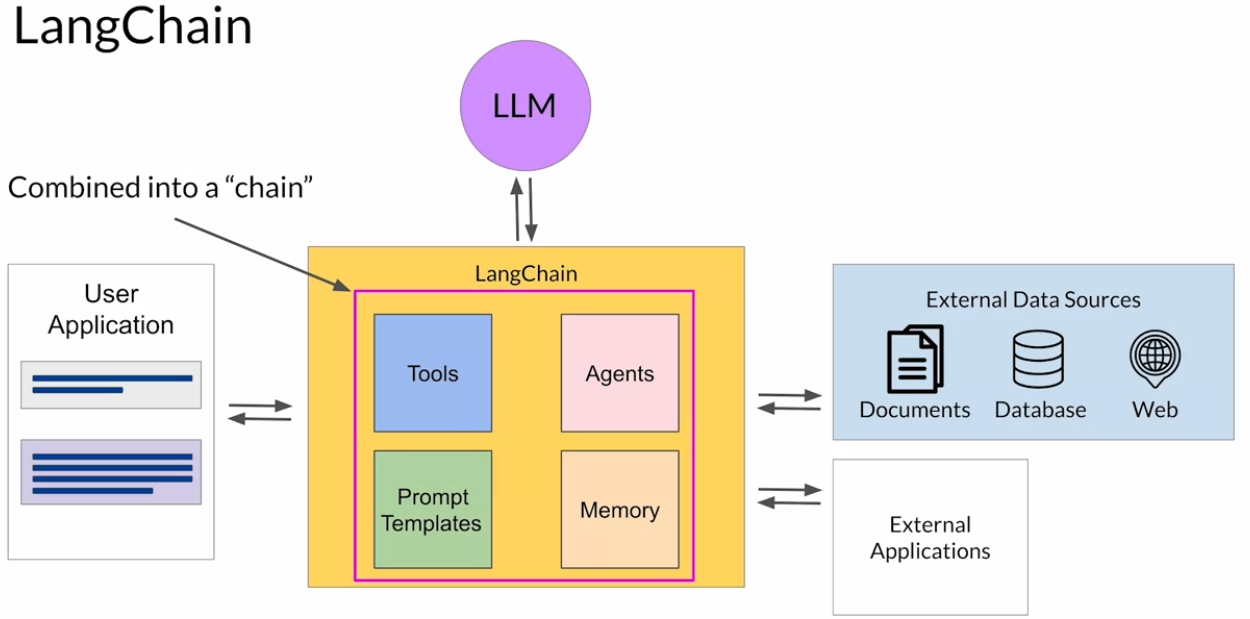 LangChain
LLM
Combined into a “chain”
User
Application
LangChain
Tools
Agents
Prompt
Templates
Memory
External Data Sources
Documents
Database
Web
External
Applications